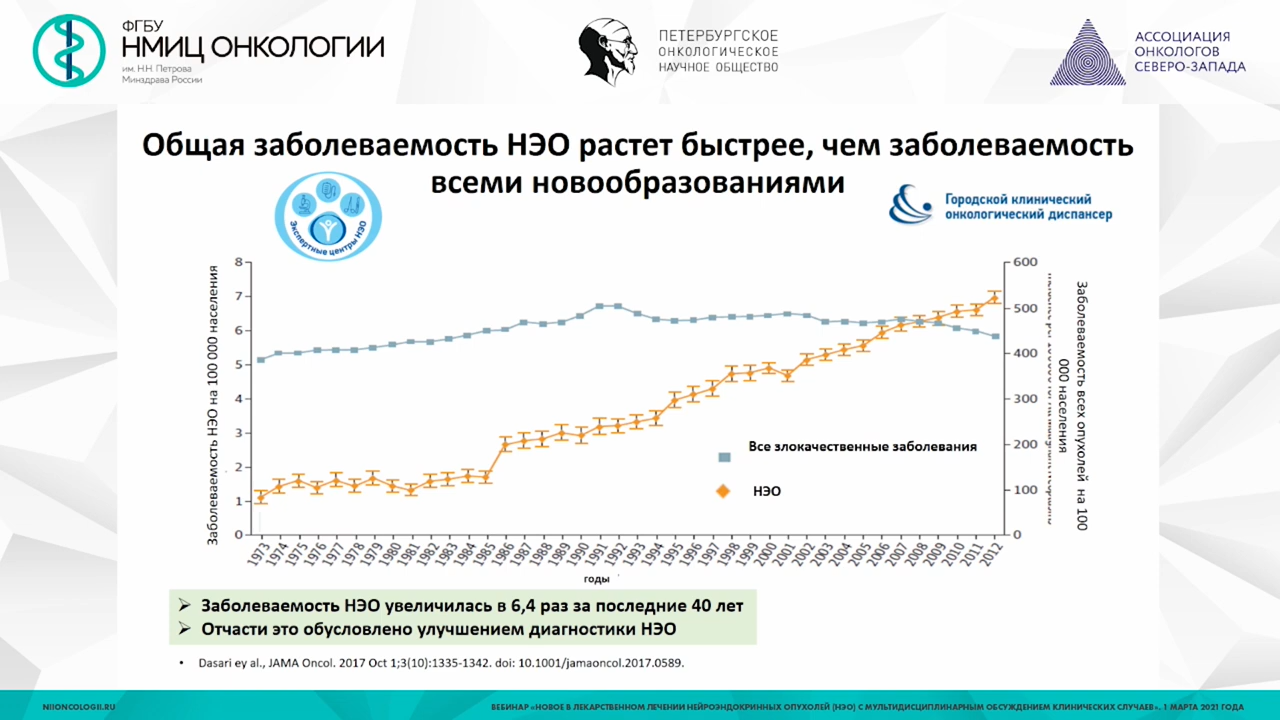 ФГБУ
НМИЦ ОНКОЛОГИИ
им. Н.Н. Петрова
Минздрава России
ПЕТЕРБУРГСКОЕ
ОНКОЛОГИЧЕСКОЕ
НАУЧНОЕ ОБЩЕСТВО
АССОЦИАЦИЯ
ОНКОЛОГОВ
СЕВЕРО-ЗАПАДА
Общая заболеваемость НЭО растет быстрее, чем заболеваемость
всеми новообразованиями
Экспертные центры НЭО
Городской клинический
онкологический диспансер
Заболеваемость НЭО на 100 000 населения
8
7
6
5
4
3
2
1
0
600
500
400
300
200
100
0
Заболеваемость всех опухолей на 100
000 населения
Все злокачественные заболевания
НЭО
1973 1974 1975 1976 1977 1978 1979 1980 1981 1982 1983 1984 1985 1986 1987 1988 1989 1990 1991 1992 1993 1994 1995 1996 1997 1998 1999 2000 2001 2002 2003 2004 2005 2006 2007 2008 2009 2010 2011 2012
годы
➢ Заболеваемость НЭО увеличилась в 6,4 раз за последние 40 лет
➢ Отчасти это обусловлено улучшением диагностики НЭО
• Dasari ey al., JAMA Oncol. 2017 Oct 1;3(10):1335-1342. doi: 10.1001/jamaoncol.2017.0589.
NIIONCOLOGII.RU
ВЕБИНАР «НОВОЕ В ЛЕКАРСТВЕННОМ ЛЕЧЕНИИ НЕЙРОЭНДОКРИННЫХ ОПУХОЛЕЙ (НЭО) С МУЛЬТИДИСЦИПЛИНАРНЫМ ОБСУЖДЕНИЕМ КЛИНИЧЕСКИХ СЛУЧАЕВ». 1 МАРТА 2021 ГОДА